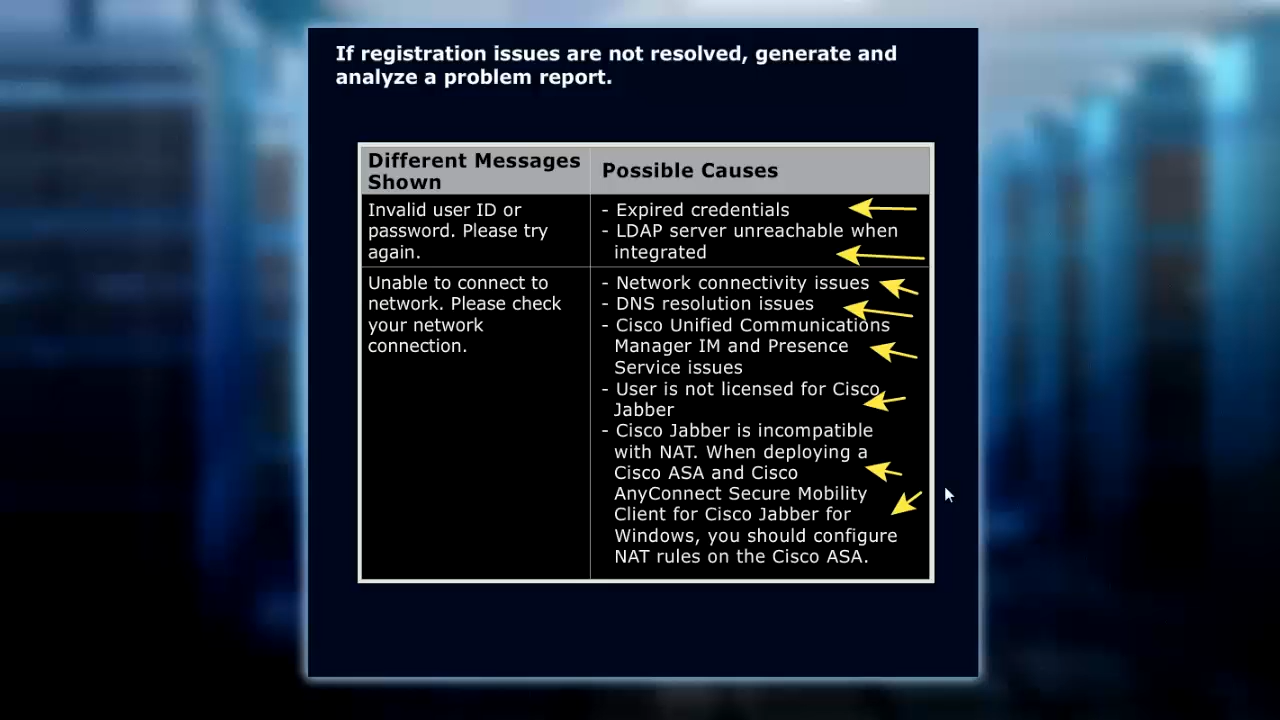 If registration issues are not resolved, generate and
analyze a problem report.
Different Messages
Shown
Possible Causes
Invalid user ID or
password. Please try
again.
- Expired credentials
- LDAP server unreachable when
integrated
Unable to connect to
network. Please check
your network
connection.
- Network connectivity issues
- DNS resolution issues
- Cisco Unified Communications
Manager IM and Presence
Service issues
- User is not licensed for Cisco
Jabber
- Cisco Jabber is incompatible
with NAT. When deploying a
Cisco ASA and Cisco
AnyConnect Secure Mobility
Client for Cisco Jabber for
Windows, you should configure
NAT rules on the Cisco ASA.